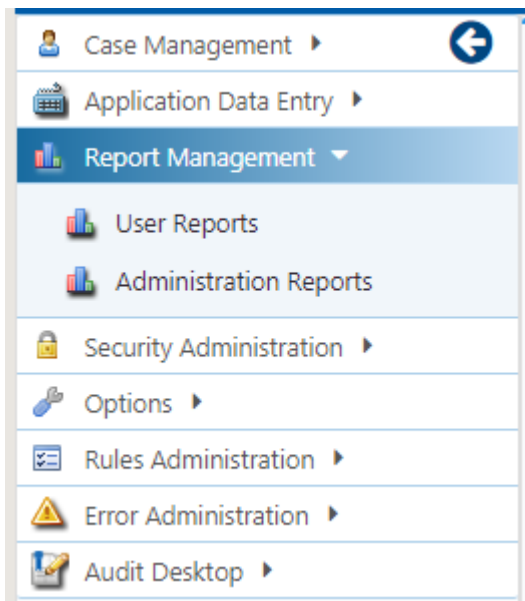 Case Management
Application Data Entry
Report Management
User Reports
Administration Reports
Security Administration
Options
Rules Administration
Error Administration
Audit Desktop